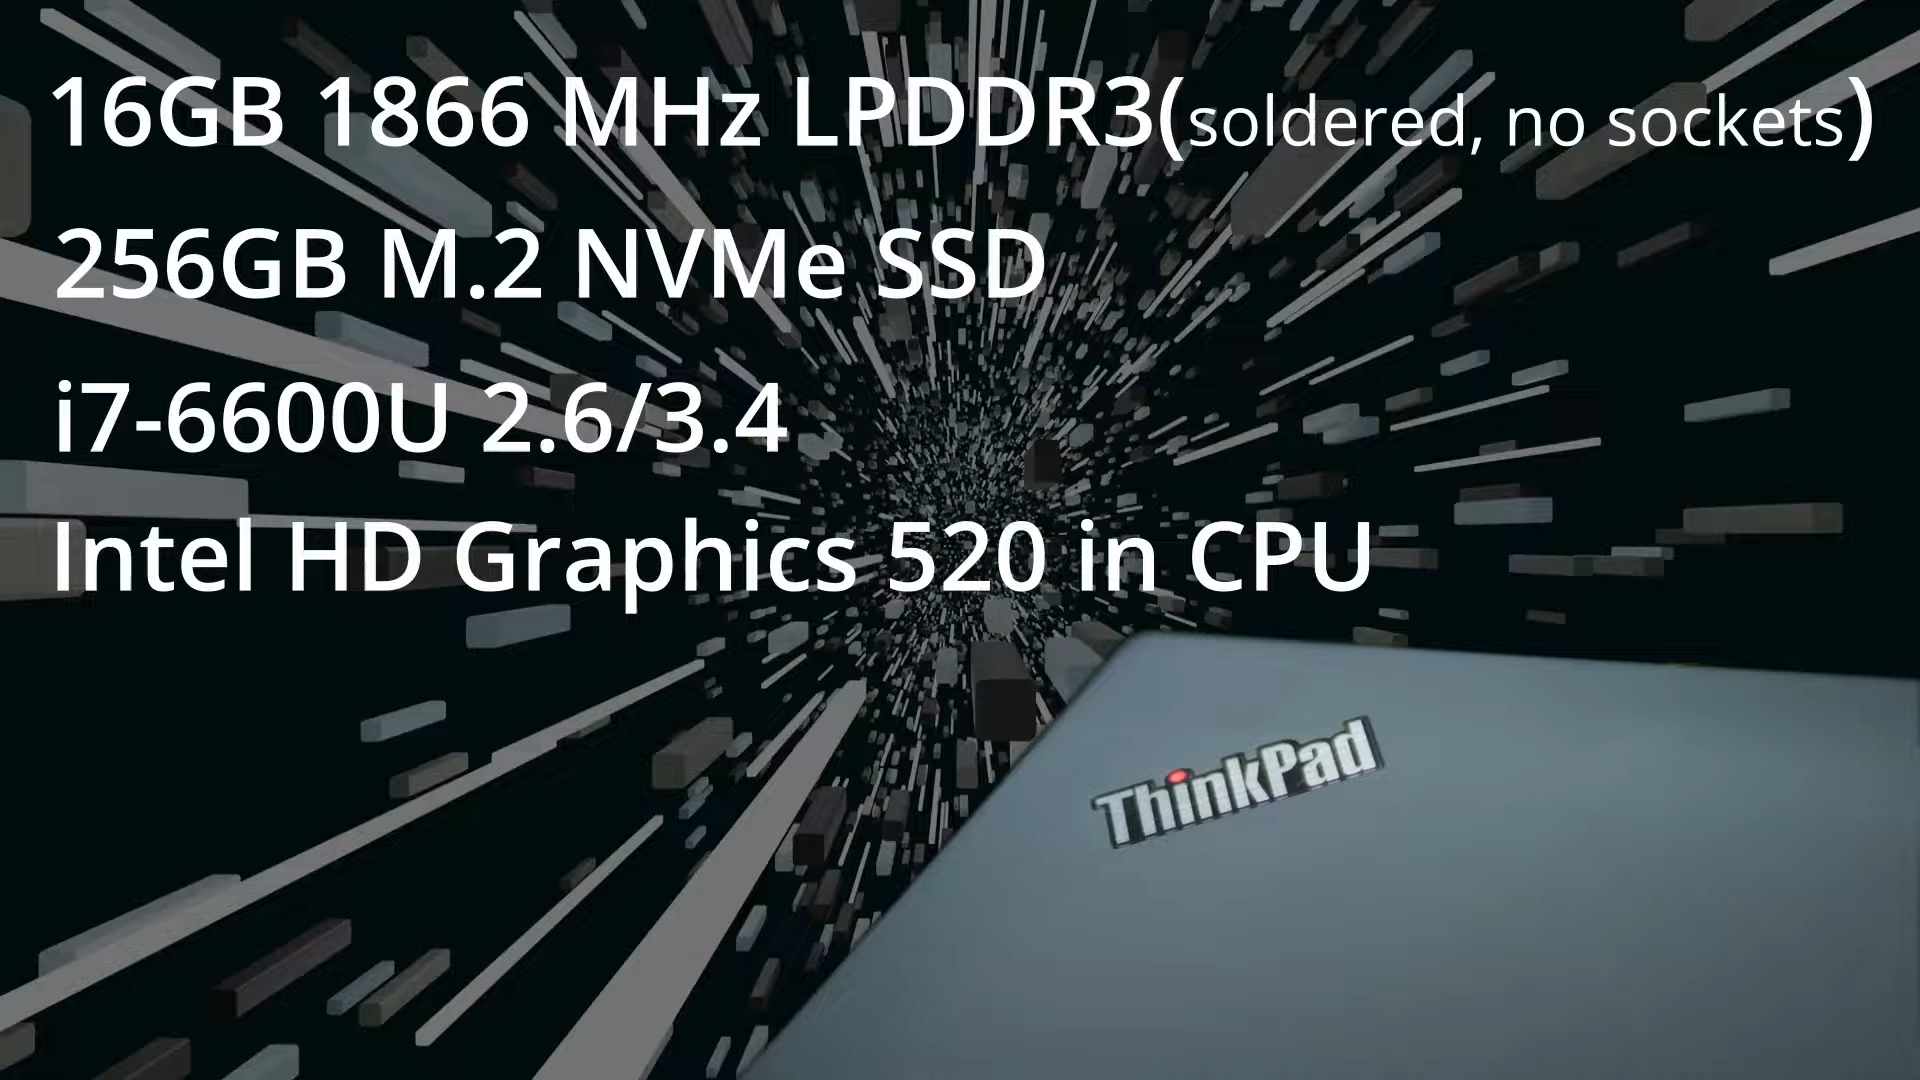 16GB 1866 MHz LPDDR3(soldered, no sockets)
256GB M.2 NVMe SSD
i7-6600U 2.6/3.4
Intel HD Graphics 520 in CPU
ThinkPad